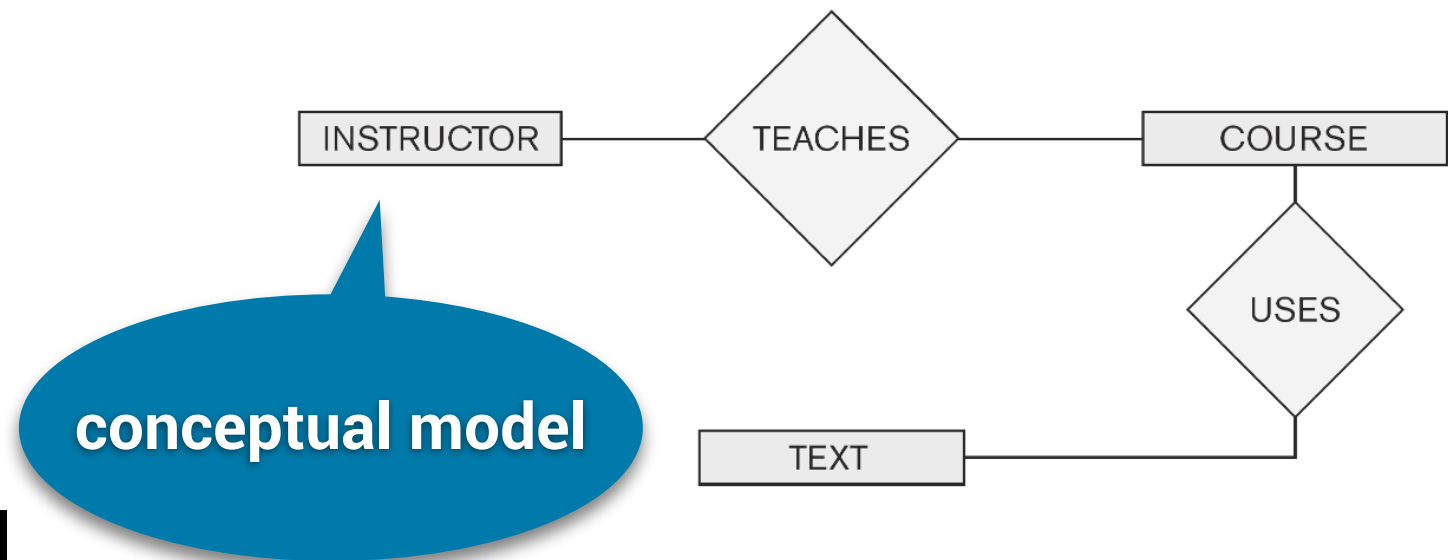 INSTRUCTOR
TEACHES
COURSE
USES
conceptual model
TEXT